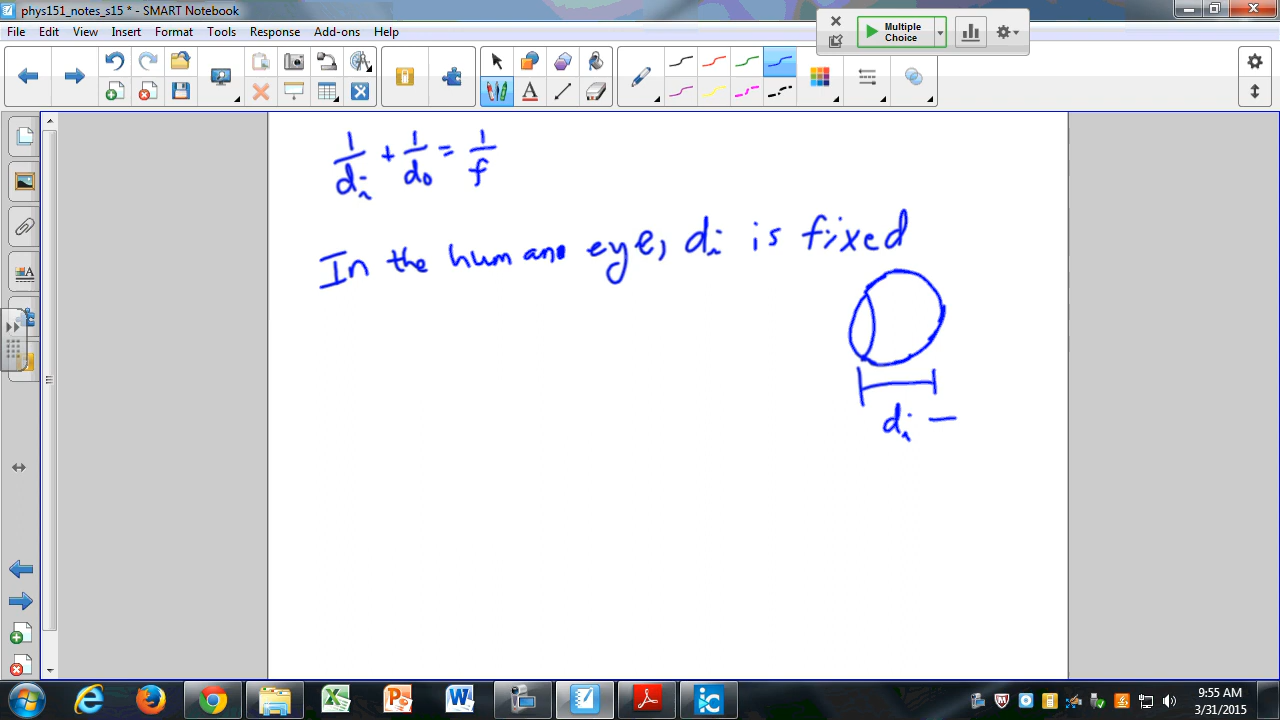 phys151_notes_s15 * - SMART Notebook
File Edit View Insert Format Tools Response Add-ons Help
Multiple Choice
1/di + 1/do = 1/f
In the human eye, di is fixed
di –
9:55 AM
3/31/2015